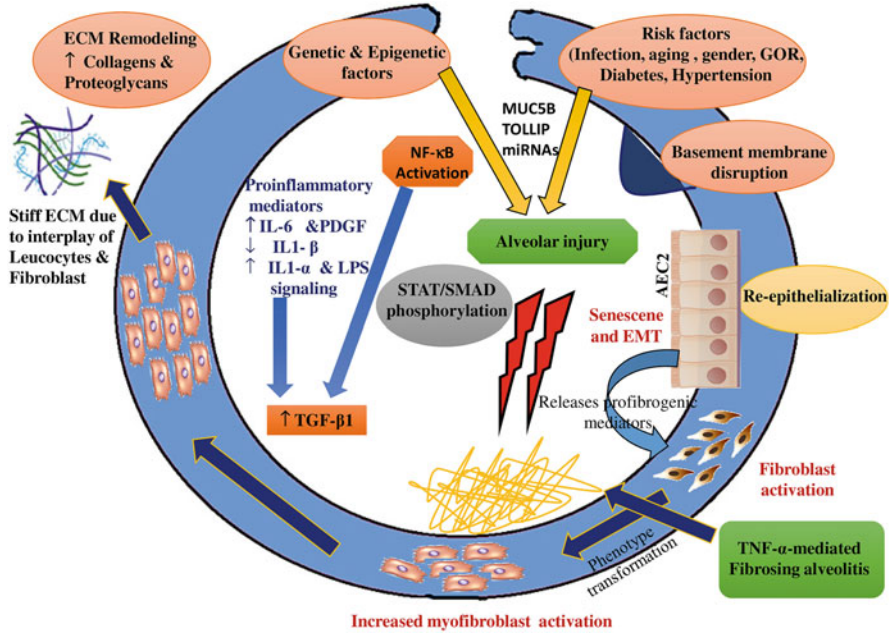 ECM Remodeling
↑ Collagens &
Proteoglycans
Genetic & Epigenetic
factors
Risk factors
(Infection, aging , gender, GOR,
Diabetes, Hypertension
MUC5B
TOLLIP
miRNAs
NF-κB
Activation
Basement membrane
disruption
Proinflammatory
mediators
↑IL-6 &PDGF
↓ IL1- β
↑ IL1-α & LPS
signaling
Stiff ECM due
to interplay of
Leucocytes &
Fibroblast
Alveolar injury
AEC2
STAT/SMAD
phosphorylation
Re-epithelialization
Senescene
and EMT
↑TGF-β1
Releases profibrogenic
mediators
Fibroblast
activation
TNF-α-mediated
Fibrosing alveolitis
Phenotype
transformation
Increased myofibroblast activation